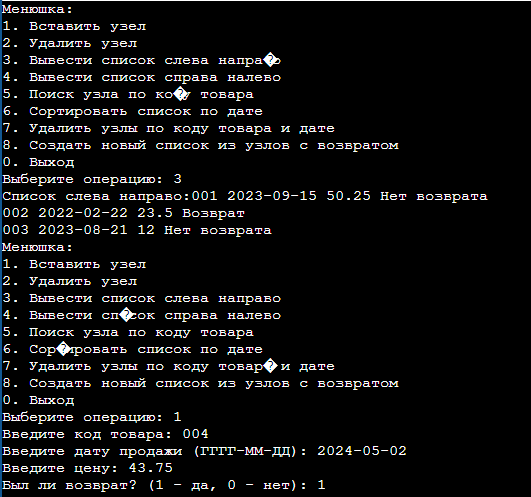 Менюшка:
1. Вставить узел
2. Удалить узел
3. Вывести список слева напра�о
4. Вывести список справа налево
5. Поиск узла по ко�у товара
6. Сортировать список по дате
7. Удалить узлы по коду товара и дате
8. Создать новый список из узлов с возвратом
0. Выход
Выберите операцию: 3
Список слева направо:001 2023-09-15 50.25 Нет возврата
002 2022-02-22 23.5 Возврат
003 2023-08-21 12 Нет возврата
Менюшка:
1. Вставить узел
2. Удалить узел
3. Вывести список слева направо
4. Вывести сп�сок справа налево
5. Поиск узла по коду товара
6. Сор�ировать список по дате
7. Удалить узлы по коду товар� и дате
8. Создать новый список из узлов с возвратом
0. Выход
Выберите операцию: 1
Введите код товара: 004
Введите дату продажи (ГГГГ-ММ-ДД): 2024-05-02
Введите цену: 43.75
Был ли возврат? (1 - да, 0 - нет): 1